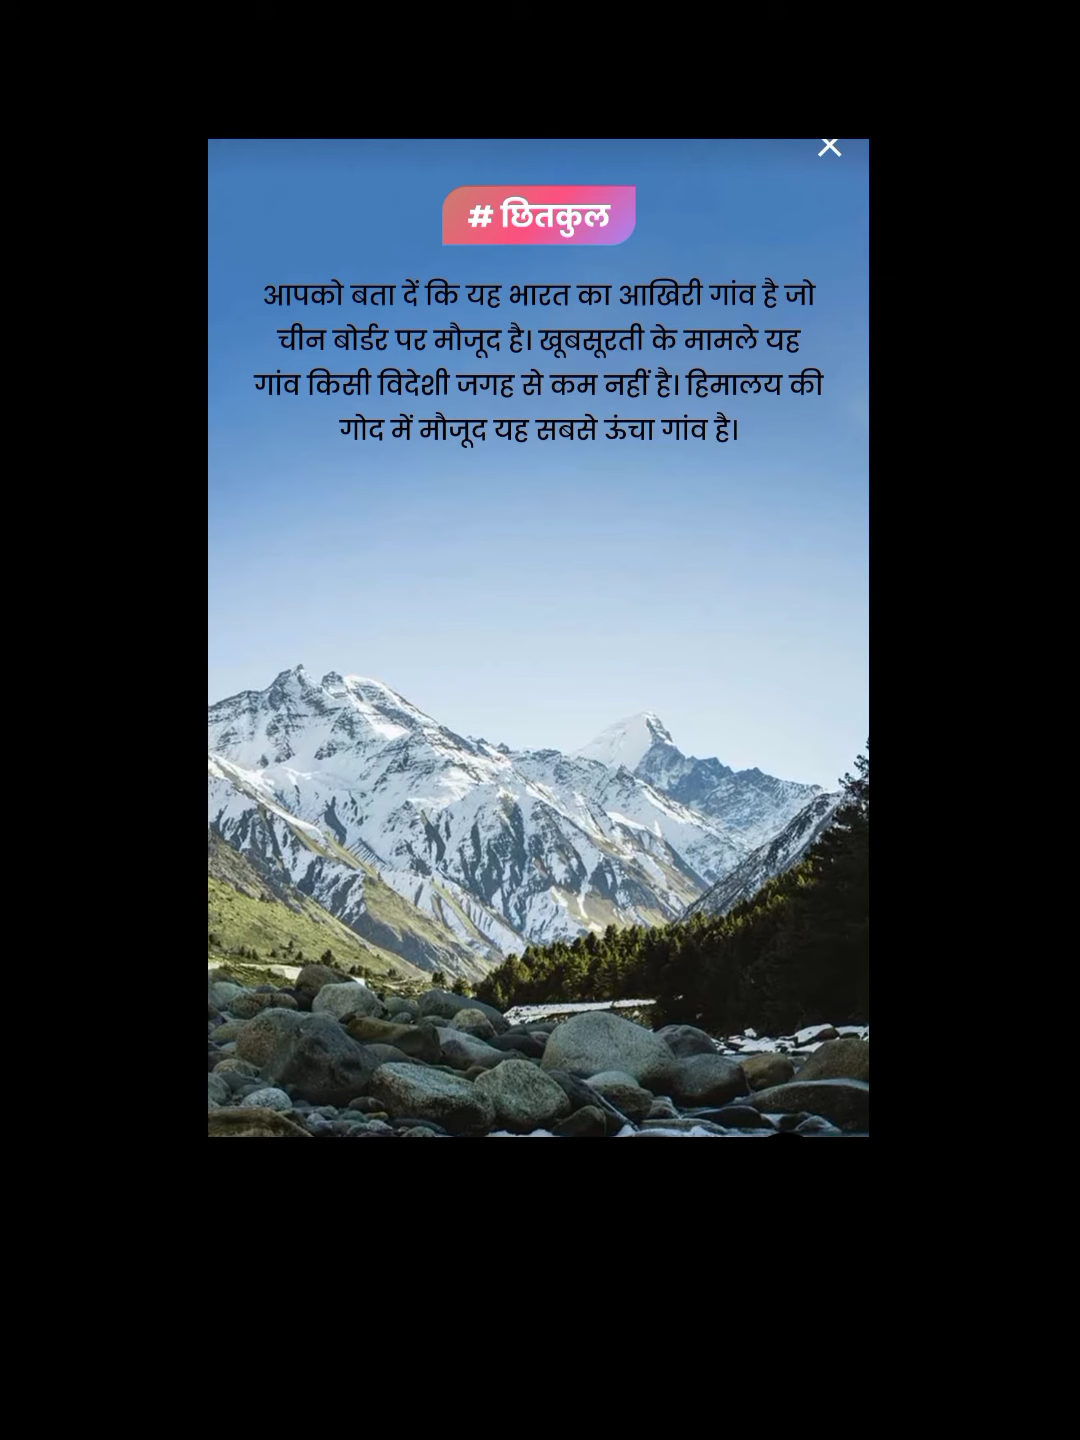 # छितकुल
आपको बता दें कि यह भारत का आखिरी गांव है जो
चीन बोर्डर पर मौजूद है। खूबसूरती के मामले यह
गांव किसी विदेशी जगह से कम नहीं है। हिमालय की
गोद में मौजूद यह सबसे ऊंचा गांव है।